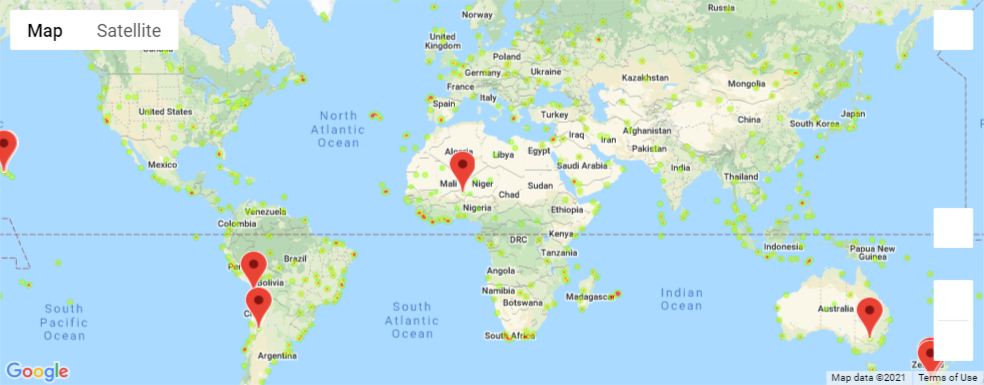 Map Satellite
Norway
Russia
United
Kingdom
Poland
Germany
Ukraine
Kazakhstan
France
Mongolia
Italy
Spain
United States
North
Atlantic
Ocean
Turkey
China
Japan
South Korea
Iraq
Iran
Afghanistan
Pakistan
Algeria
Libya
Egypt
Saudi Arabia
Mexico
India
Thailand
Mali
Niger
Chad
Sudan
Nigeria
Ethiopia
Venezuela
Colombia
DRC
Kenya
Tanzania
Indonesia
Papua New
Guinea
Brazil
Bolivia
Angola
Namibia
Botswana
Madagascar
Indian
Ocean
Australia
South
Pacific
Ocean
South
Atlantic
Ocean
South Africa
Argentina
Google
Map data ©2021 Terms of Use